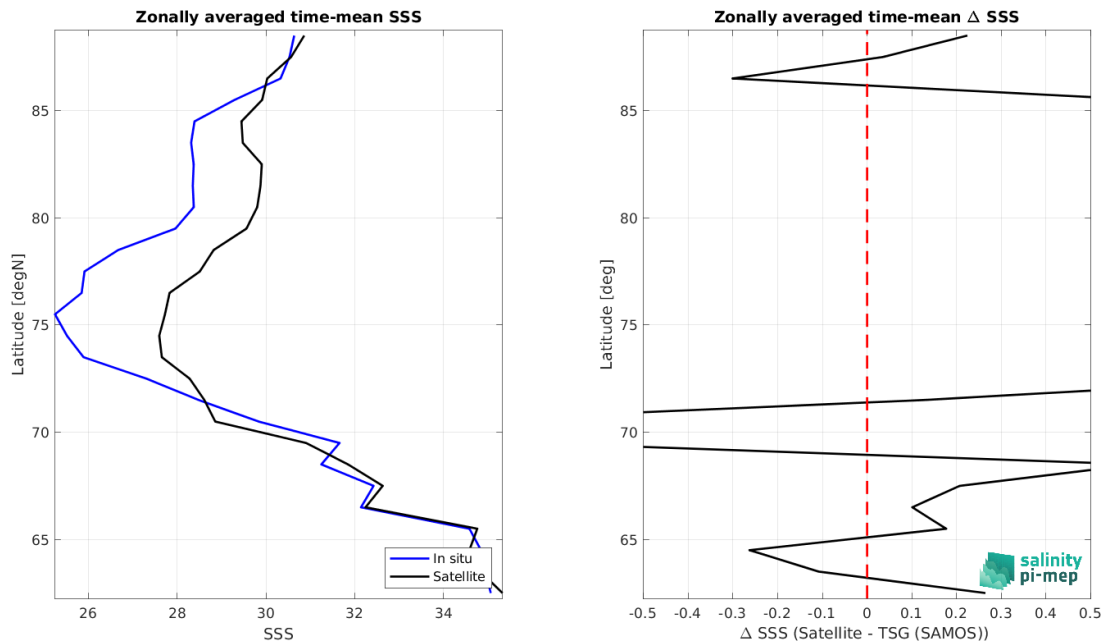 Zonally averaged time-mean SSS
85
80
75
70
65
Latitude [degN]
26 28 30 32 34
SSS
In situ
Satellite
Zonally averaged time-mean Δ SSS
85
80
75
70
65
Latitude [deg]
-0.5 -0.4 -0.3 -0.2 -0.1 0 0.1 0.2 0.3 0.4 0.5
Δ SSS (Satellite - TSG (SAMOS))
salinity
pi-mep